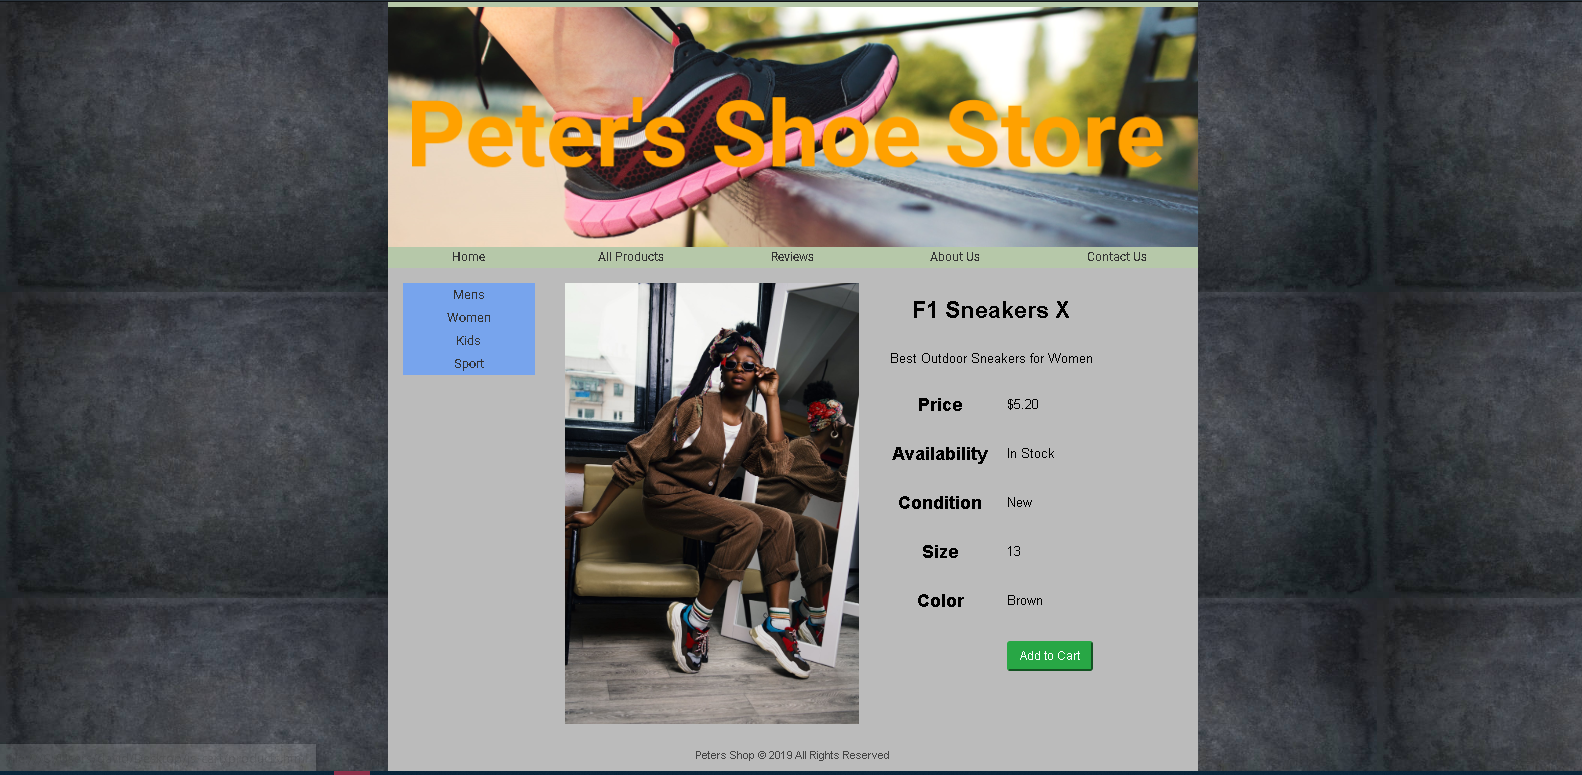 Peter's Shoe Store
Home All Products Reviews About Us Contact Us
Mens
Women
Kids
Sport
F1 Sneakers X
Best Outdoor Sneakers for Women
Price $5.20
Availability In Stock
Condition New
Size 13
Color Brown
Add to Cart
Peters Shop © 2019 All Rights Reserved